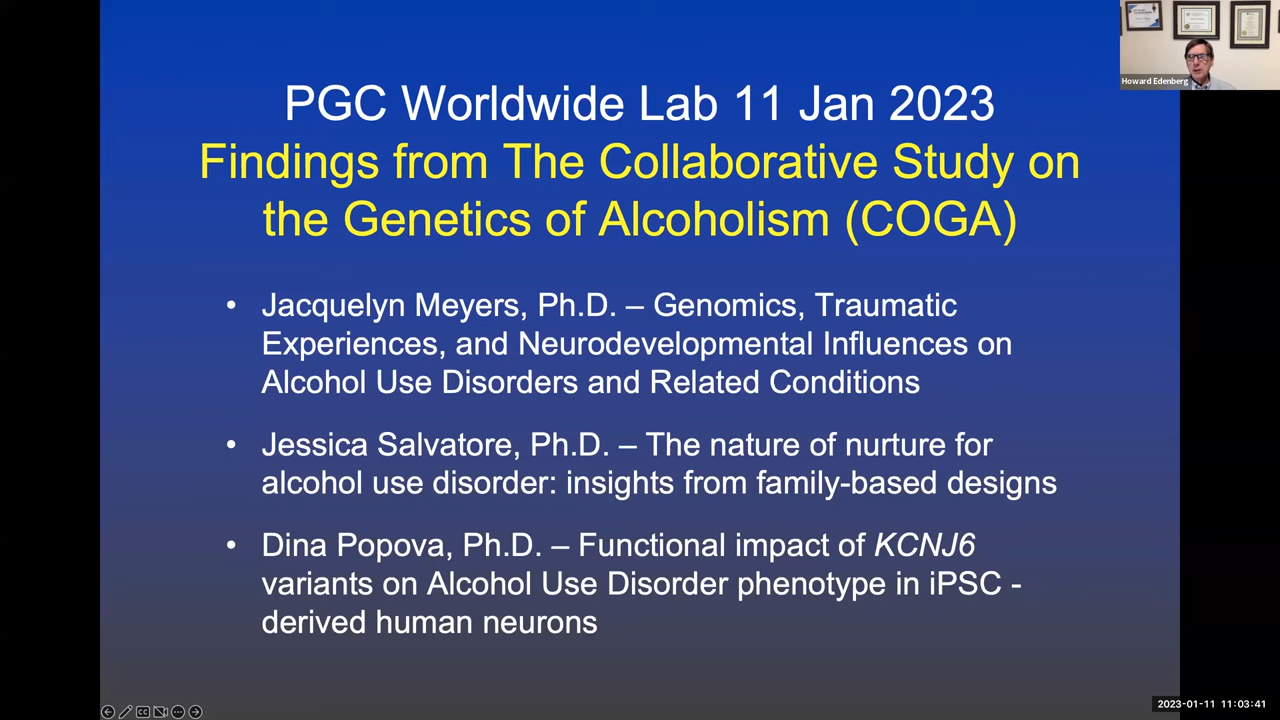 PGC Worldwide Lab 11 Jan 2023
Findings from The Collaborative Study on
the Genetics of Alcoholism (COGA)
• Jacquelyn Meyers, Ph.D. – Genomics, Traumatic
Experiences, and Neurodevelopmental Influences on
Alcohol Use Disorders and Related Conditions
• Jessica Salvatore, Ph.D. – The nature of nurture for
alcohol use disorder: insights from family-based designs
• Dina Popova, Ph.D. – Functional impact of KCNJ6
variants on Alcohol Use Disorder phenotype in iPSC -
derived human neurons
Howard Edenberg
CC
2023-01-11 11:03:41